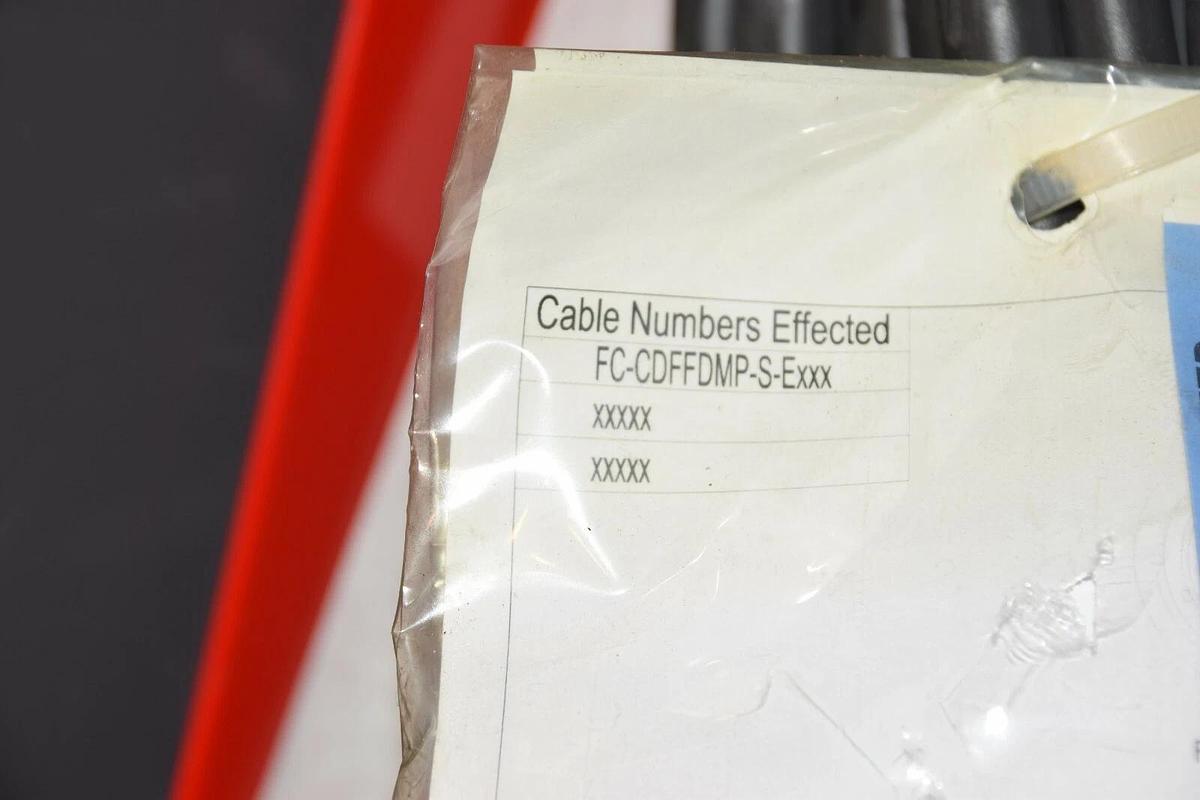 Cable Numbers Effected
FC-CDFFDMP-S-Exxx
xxxxx
xxxxx